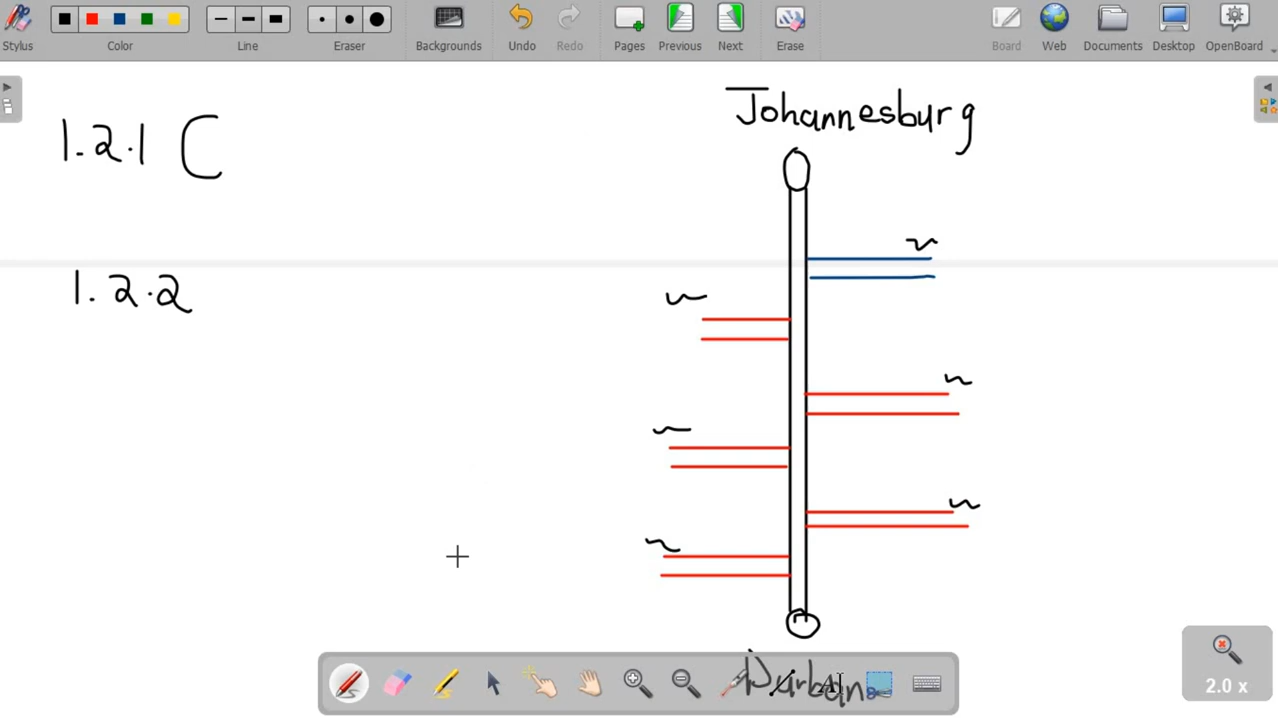 Stylus Color Line Eraser Backgrounds Undo Redo Pages Previous Next Erase Board Web Documents Desktop OpenBoard
Johannesburg
1.2.1 C
1.2.2
Durban
2.0 x